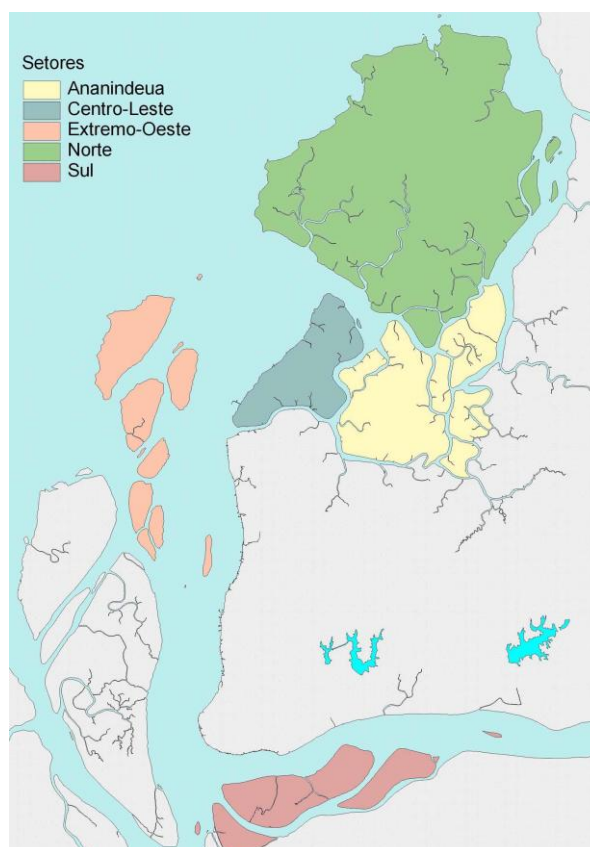 Setores
Ananindeua
Centro-Leste
Extremo-Oeste
Norte
Sul